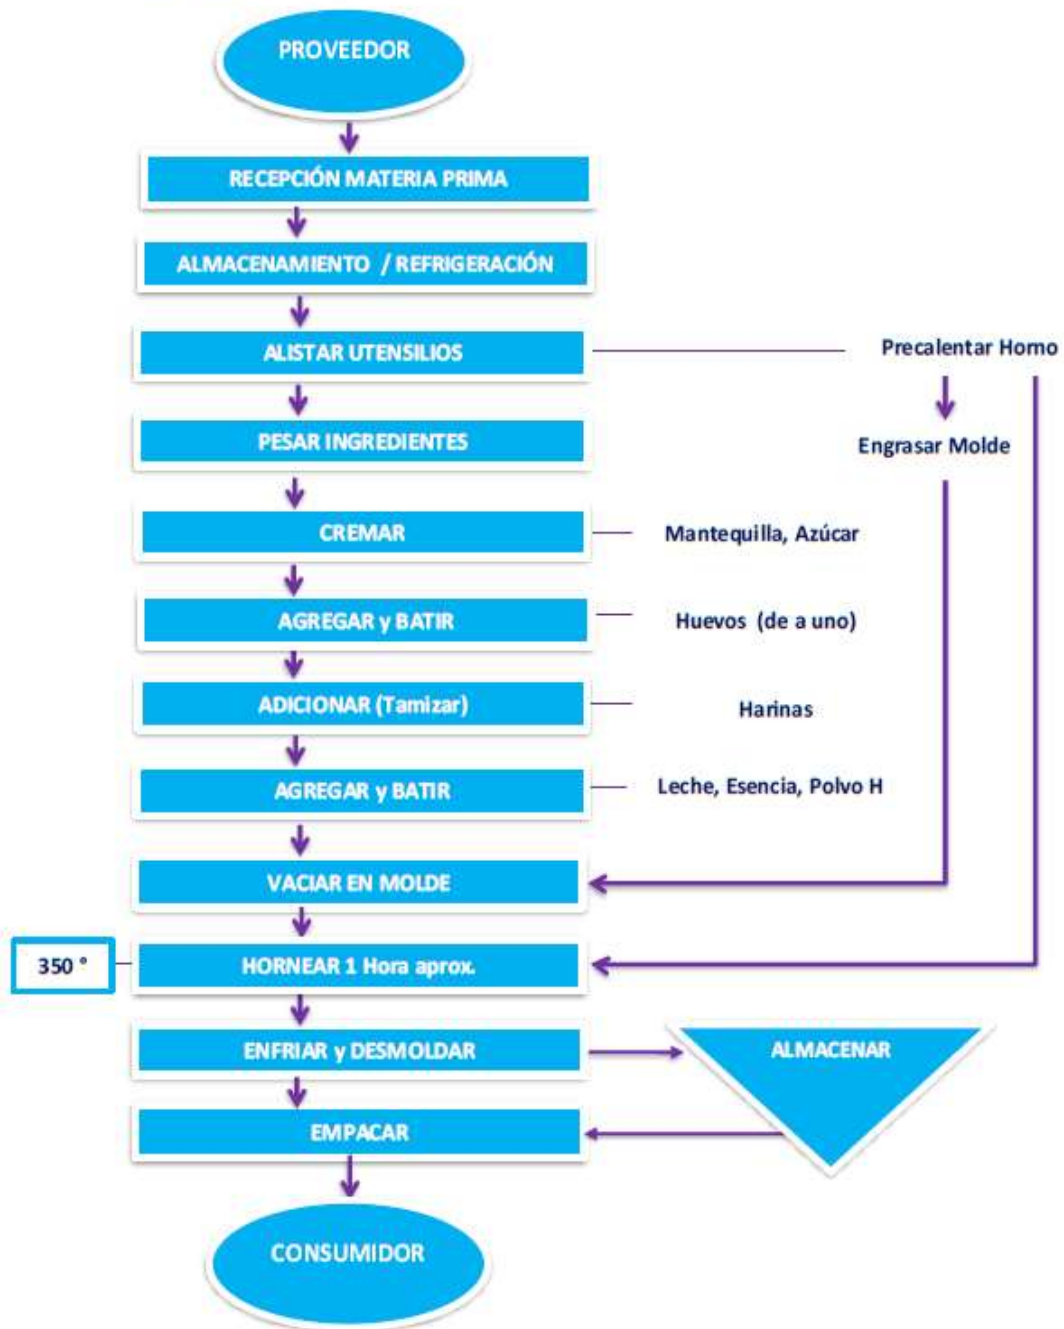 PROVEEDOR
RECEPCIÓN MATERIA PRIMA
ALMACENAMIENTO / REFRIGERACIÓN
ALISTAR UTENSILIOS
Precalentar Horno
PESAR INGREDIENTES
Engrasar Molde
CREMAR
Mantequilla, Azúcar
AGREGAR y BATIR
Huevos (de a uno)
ADICIONAR (Tamizar)
Harinas
AGREGAR y BATIR
Leche, Esencia, Polvo H
VACIAR EN MOLDE
350 °
HORNEAR 1 Hora aprox.
ENFRIAR y DESMOLDAR
ALMACENAR
EMPACAR
CONSUMIDOR